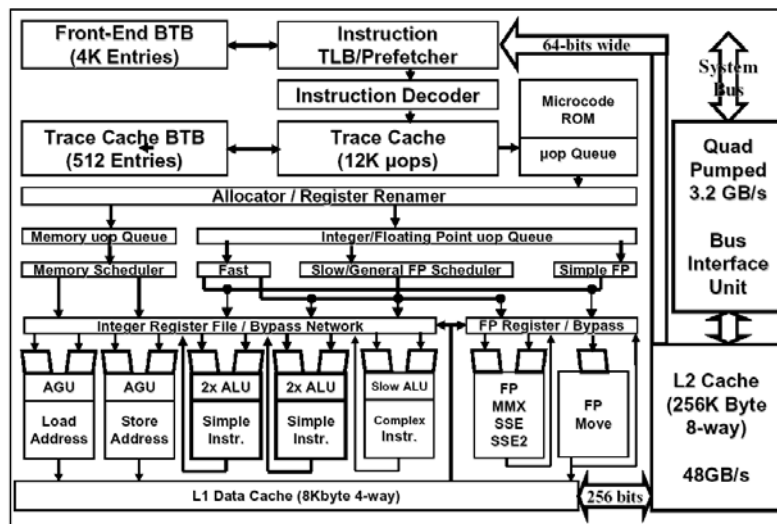 Front-End BTB
(4K Entries)
Instruction
TLB/Prefetcher
64-bits wide
System
Bus
Instruction Decoder
Microcode
ROM
Trace Cache BTB
(512 Entries)
Trace Cache
(12K µops)
µop Queue
Quad
Pumped
3.2 GB/s
Bus
Interface
Unit
Allocator / Register Renamer
Memory uop Queue
Integer/Floating Point uop Queue
Memory Scheduler
Fast
Slow/General FP Scheduler
Simple FP
Integer Register File / Bypass Network
FP Register / Bypass
AGU
Load
Address
AGU
Store
Address
2x ALU
Simple
Instr.
2x ALU
Simple
Instr.
Slow ALU
Complex
Instr.
FP
MMX
SSE
SSE2
FP
Move
L2 Cache
(256K Byte
8-way)
48GB/s
L1 Data Cache (8Kbyte 4-way)
256 bits